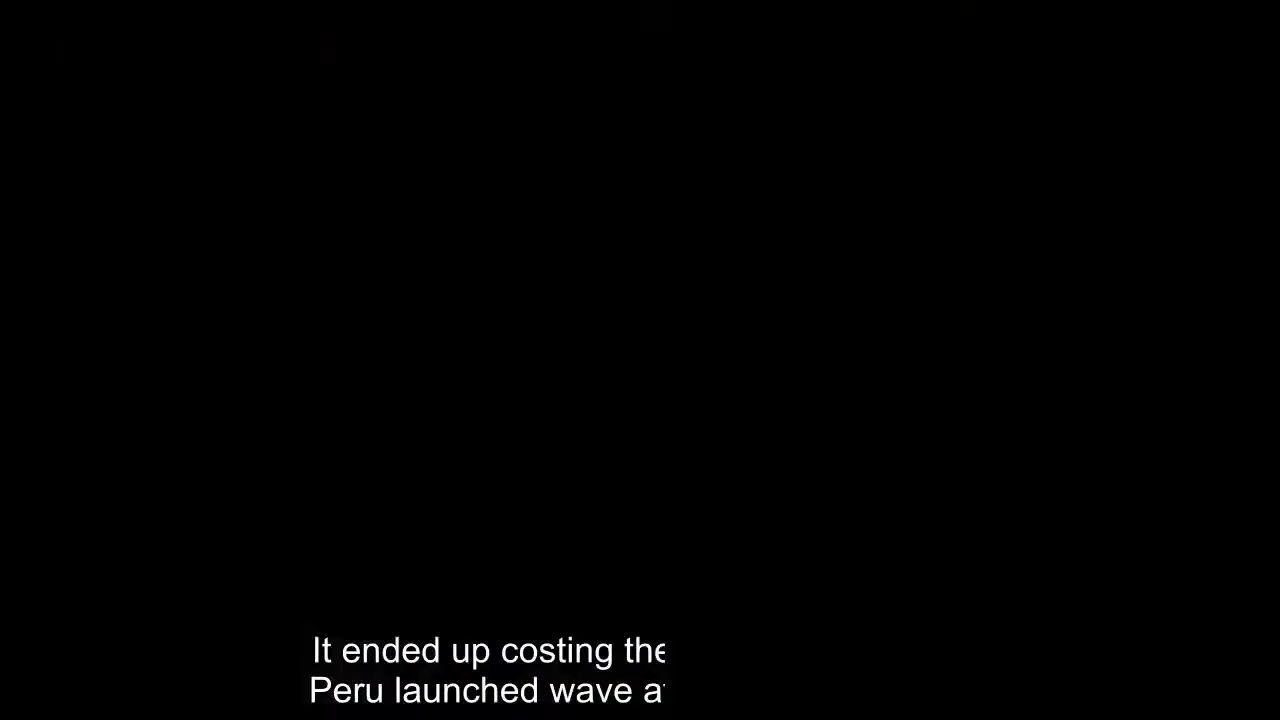 It ended up costing the
Peru launched wave a